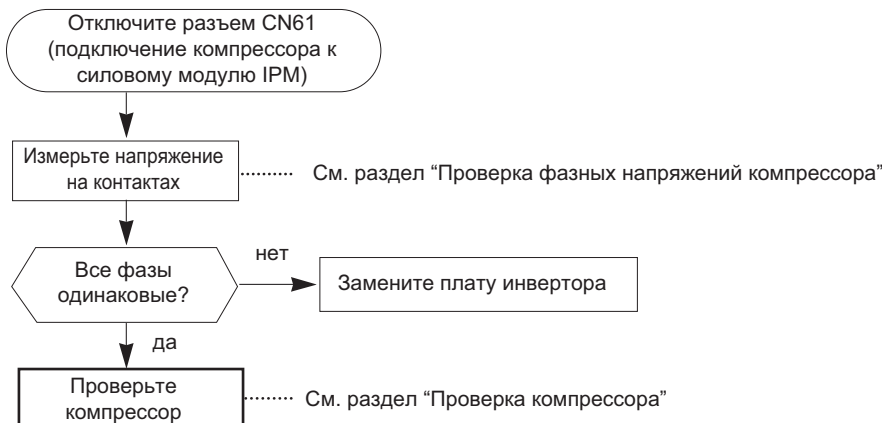 Отключите разъем CN61
(подключение компрессора к
силовому модулю IPM)
Измерьте напряжение
на контактах
См. раздел “Проверка фазных напряжений компрессора”
Все фазы
одинаковые?
нет
Замените плату инвертора
да
Проверьте
компрессор
См. раздел “Проверка компрессора”